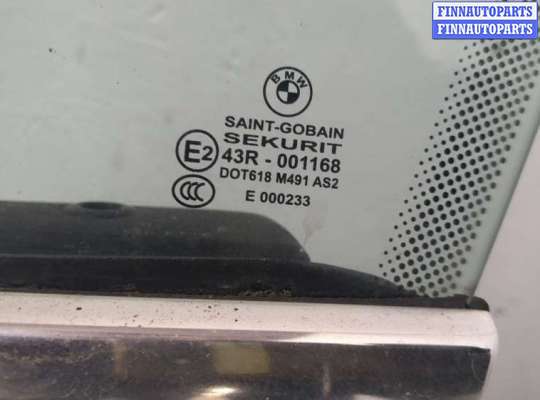 FINNAUTOPARTS
FINNAUTOPARTS
BMW
SAINT-GOBAIN
SEKURIT
E2 43R - 001168
DOT618 M491 AS2
CCC E 000233